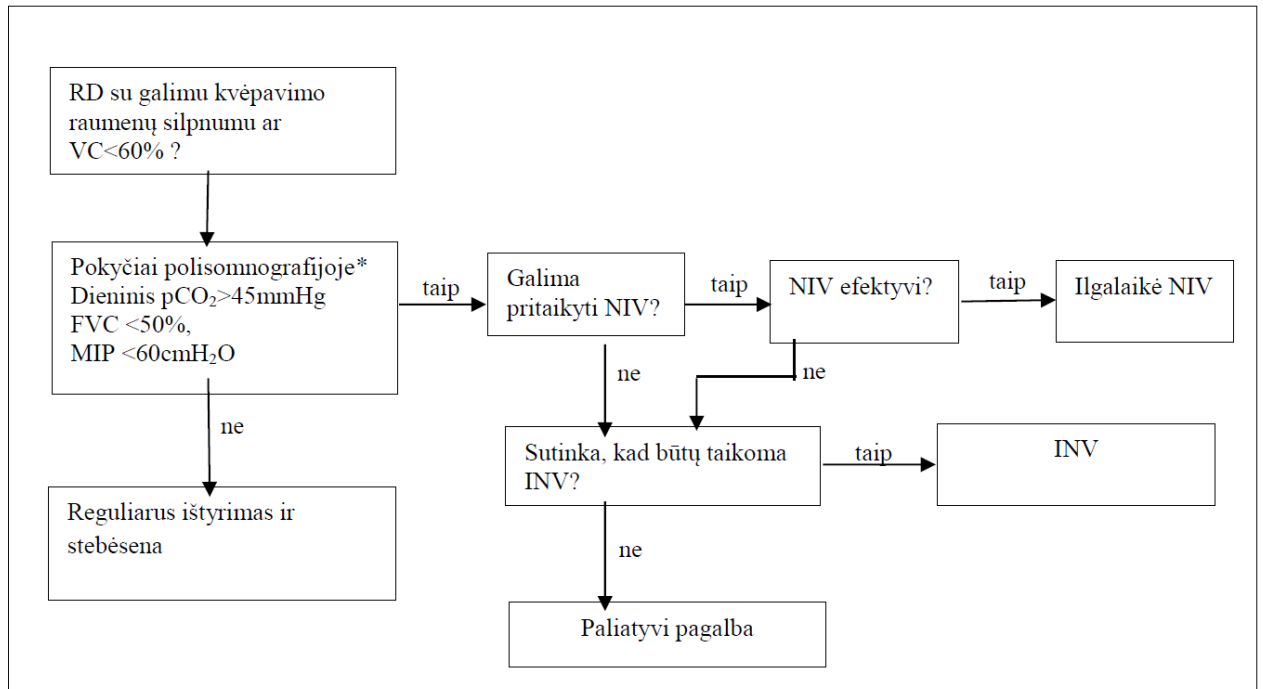 RD su galimu kvėpavimo
raumenų silpnumu ar
VC<60% ?
Pokyčiai polisomnografijoje*
Dieninis pCO₂>45mmHg
FVC <50%,
MIP <60cmH₂O
taip
Galima
pritaikyti NIV?
taip
NIV efektyvi?
taip
Ilgalaikė NIV
ne
ne
ne
Sutinka, kad būtų taikoma
INV?
taip
INV
Reguliarus ištyrimas ir
stebėsena
ne
Paliatyvi pagalba